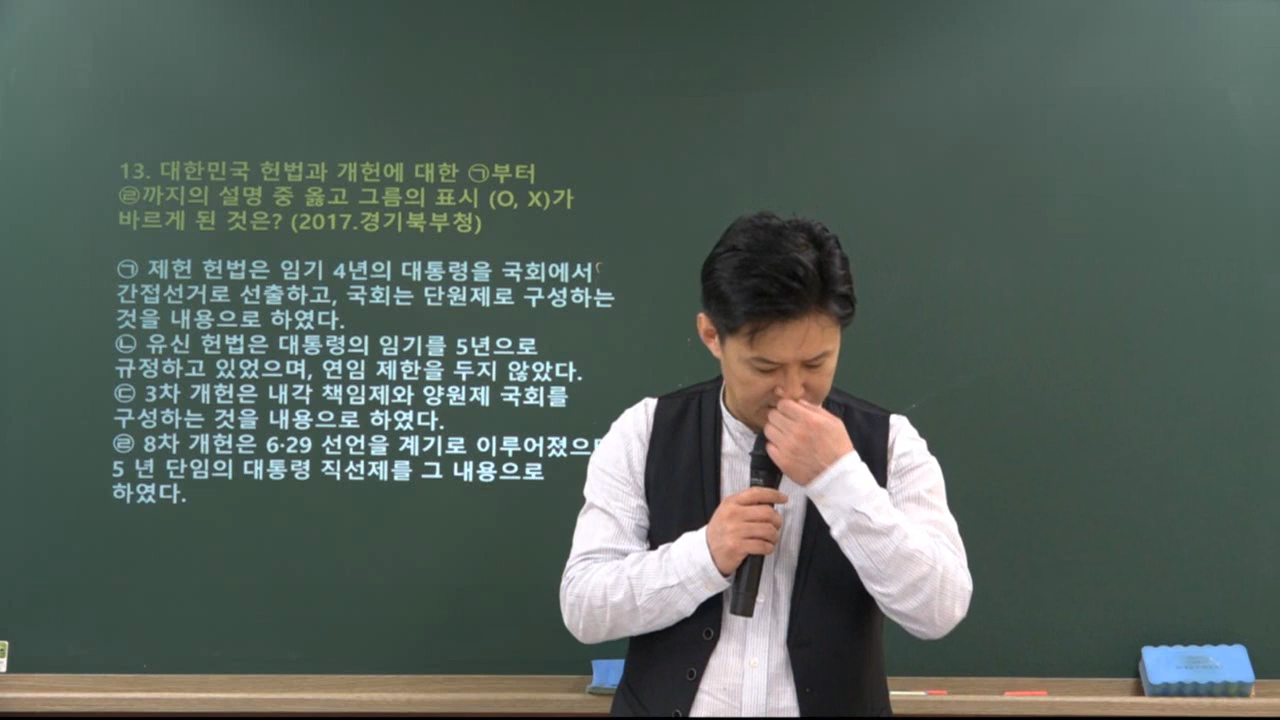 13. 대한민국 헌법과 개헌에 대한 ㉠부터
㉣까지의 설명 중 옳고 그름의 표시 (O, X)가
바르게 된 것은? (2017.경기북부청)
㉠ 제헌 헌법은 임기 4년의 대통령을 국회에서
간접선거로 선출하고, 국회는 단원제로 구성하는
것을 내용으로 하였다.
㉡ 유신 헌법은 대통령의 임기를 5년으로
규정하고 있었으며, 연임 제한을 두지 않았다.
㉢ 3차 개헌은 내각 책임제와 양원제 국회를
구성하는 것을 내용으로 하였다.
㉣ 8차 개헌은 6·29 선언을 계기로
5 년 단임의 대통령 직선제를 그 내용으로
하였다.